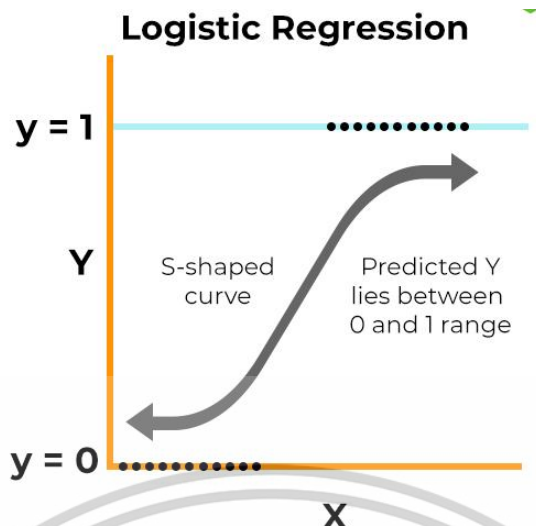 Logistic Regression
y = 1
Y
S-shaped
curve
Predicted Y
lies between
0 and 1 range
y = 0
X